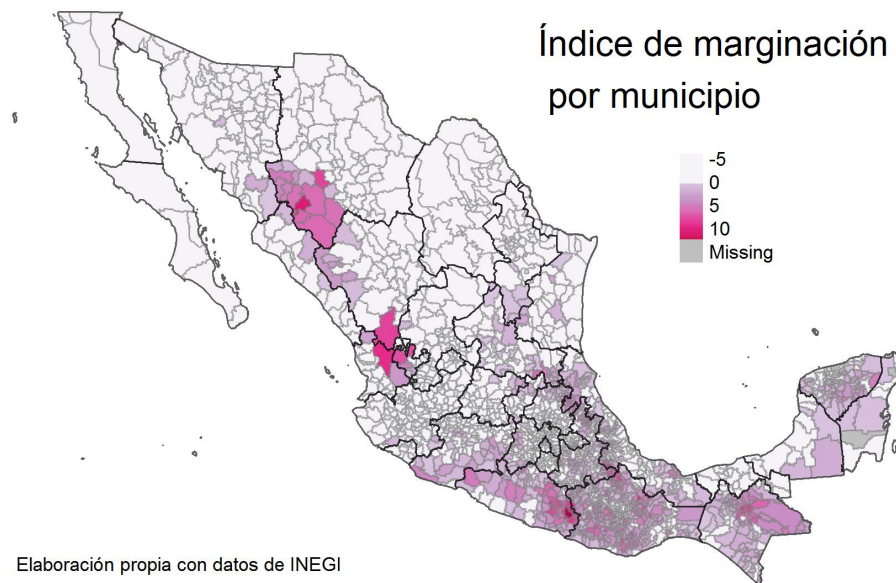 Índice de marginación
por municipio
-5
0
5
10
Missing
Elaboración propia con datos de INEGI